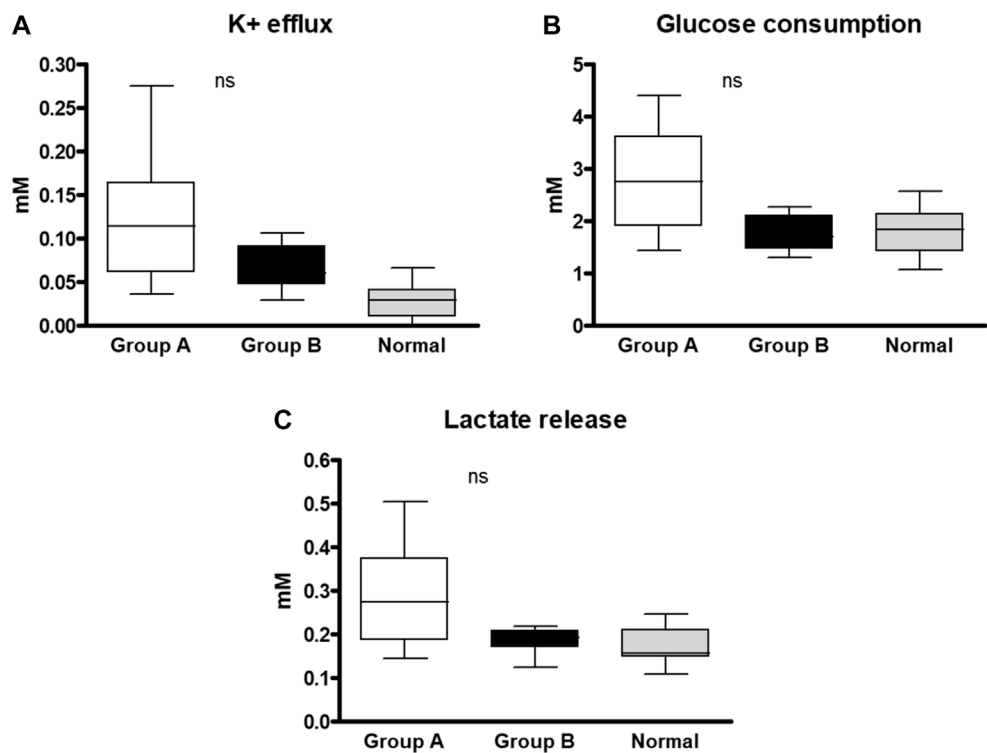 A
K+ efflux
ns
mM
0.30
0.25
0.20
0.15
0.10
0.05
0.00
Group A Group B Normal
B
Glucose consumption
ns
mM
5
4
3
2
1
0
Group A Group B Normal
C
Lactate release
ns
mM
0.6
0.5
0.4
0.3
0.2
0.1
0.0
Group A Group B Normal